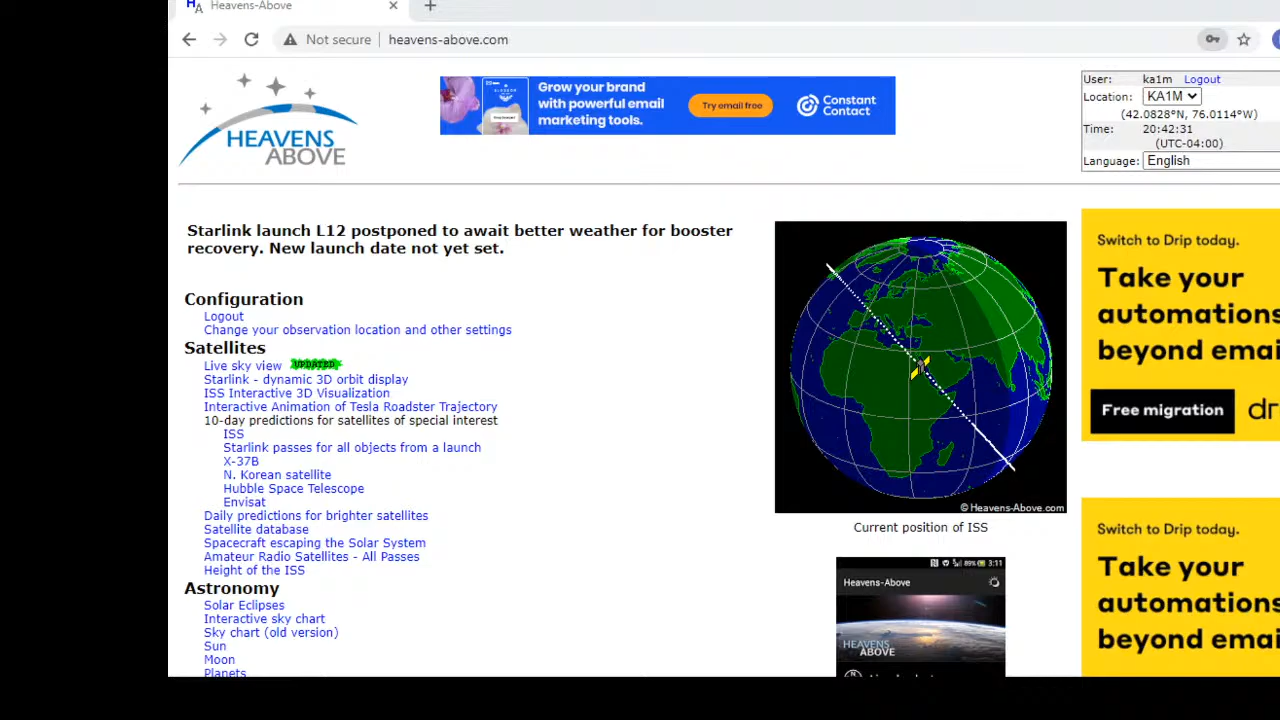 Heavens-Above
Not secure
heavens-above.com
HEAVENS
ABOVE
Grow your brand
with powerful email
marketing tools.
Try email free
Constant
Contact
User: ka1m Logout
Location: KA1M
(42.0828°N, 76.0114°W)
Time: 20:42:31
(UTC-04:00)
Language: English
Starlink launch L12 postponed to await better weather for booster
recovery. New launch date not yet set.
Configuration
Logout
Change your observation location and other settings
Satellites
Live sky view UPDATED
Starlink - dynamic 3D orbit display
ISS Interactive 3D Visualization
Interactive Animation of Tesla Roadster Trajectory
10-day predictions for satellites of special interest
ISS
Starlink passes for all objects from a launch
X-37B
N. Korean satellite
Hubble Space Telescope
Envisat
Daily predictions for brighter satellites
Satellite database
Spacecraft escaping the Solar System
Amateur Radio Satellites - All Passes
Height of the ISS
Astronomy
Solar Eclipses
Interactive sky chart
Sky chart (old version)
Sun
Moon
Planets
© Heavens-Above.com
Current position of ISS
89% 3:11
Heavens-Above
HEAVENS
ABOVE
Switch to Drip today.
Take your
automations
beyond emai
Free migration
dr
Switch to Drip today.
Take your
automations
beyond emai